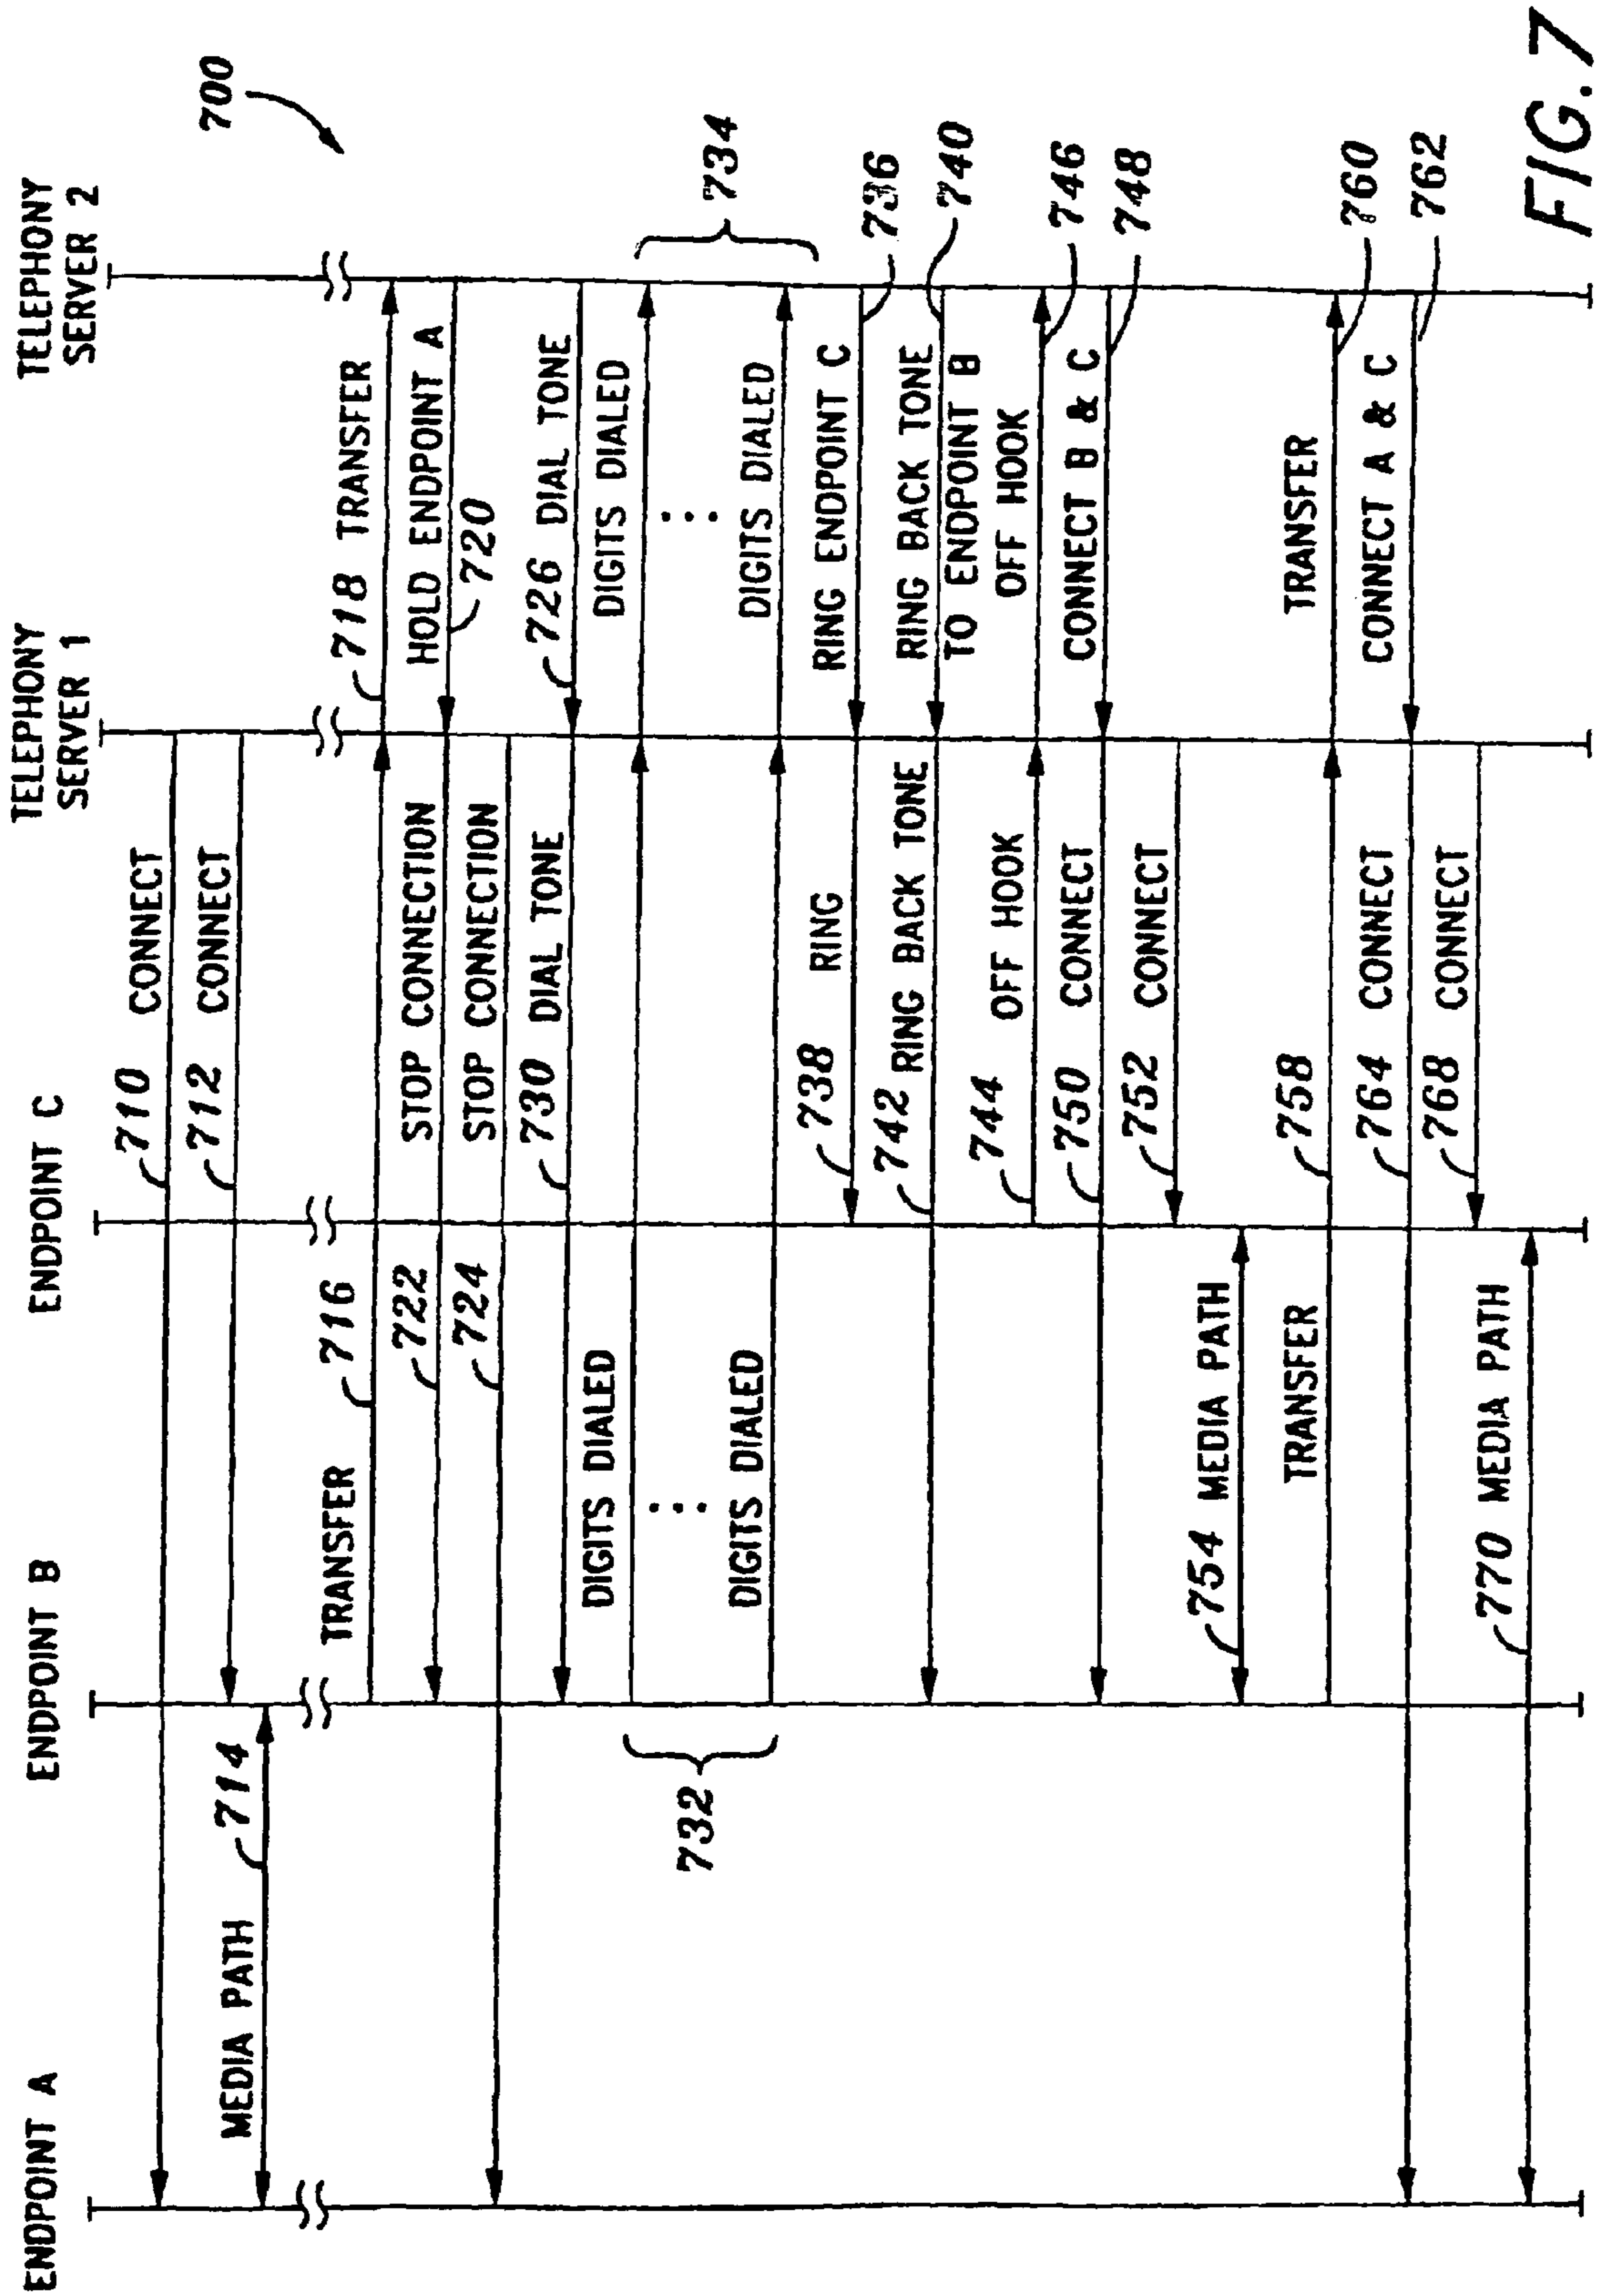 ENDPOINT A
ENDPOINT B
ENDPOINT C
TELEPHONY
SERVER 1
TELEPHONY
SERVER 2
700
710 CONNECT
712 CONNECT
MEDIA PATH 714
TRANSFER 716
718 TRANSFER
HOLD ENDPOINT A
720
722 STOP CONNECTION
724 STOP CONNECTION
726 DIAL TONE
730 DIAL TONE
DIGITS DIALED
DIGITS DIALED
732
DIGITS DIALED
DIGITS DIALED
734
RING ENDPOINT C
736
738 RING
RING BACK TONE
TO ENDPOINT B
740
742 RING BACK TONE
744 OFF HOOK
OFF HOOK
746
CONNECT B & C
748
750 CONNECT
752 CONNECT
754 MEDIA PATH
TRANSFER 758
TRANSFER
760
CONNECT A & C
762
764 CONNECT
768 CONNECT
770 MEDIA PATH
FIG. 7